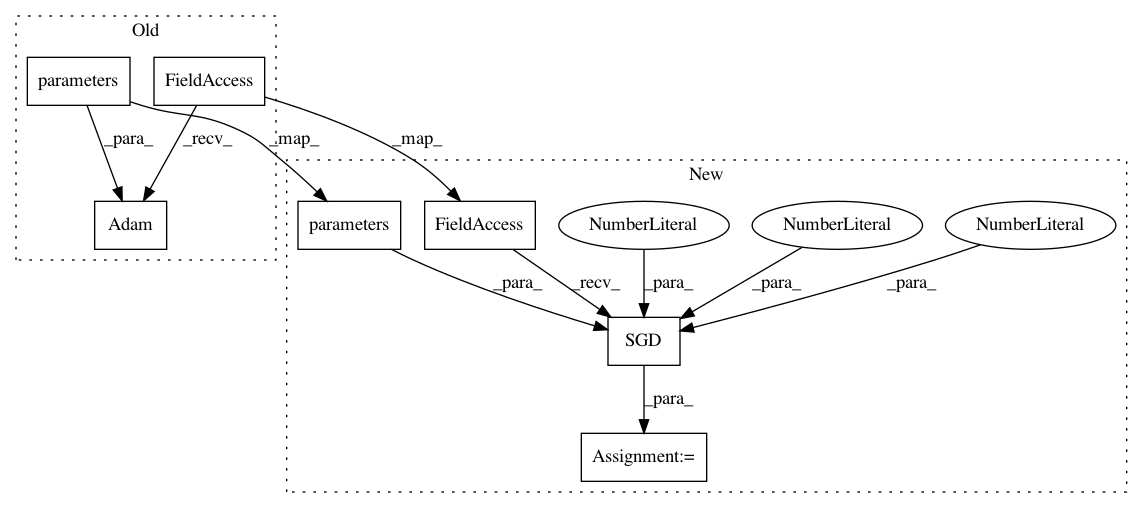 Old
parameters
FieldAccess
_para_
_recv_
_map_
_map_
New
Adam
parameters
FieldAccess
NumberLiteral
NumberLiteral
NumberLiteral
_para_
_recv_
_para_
_para_
_para_
SGD
_para_
Assignment:=